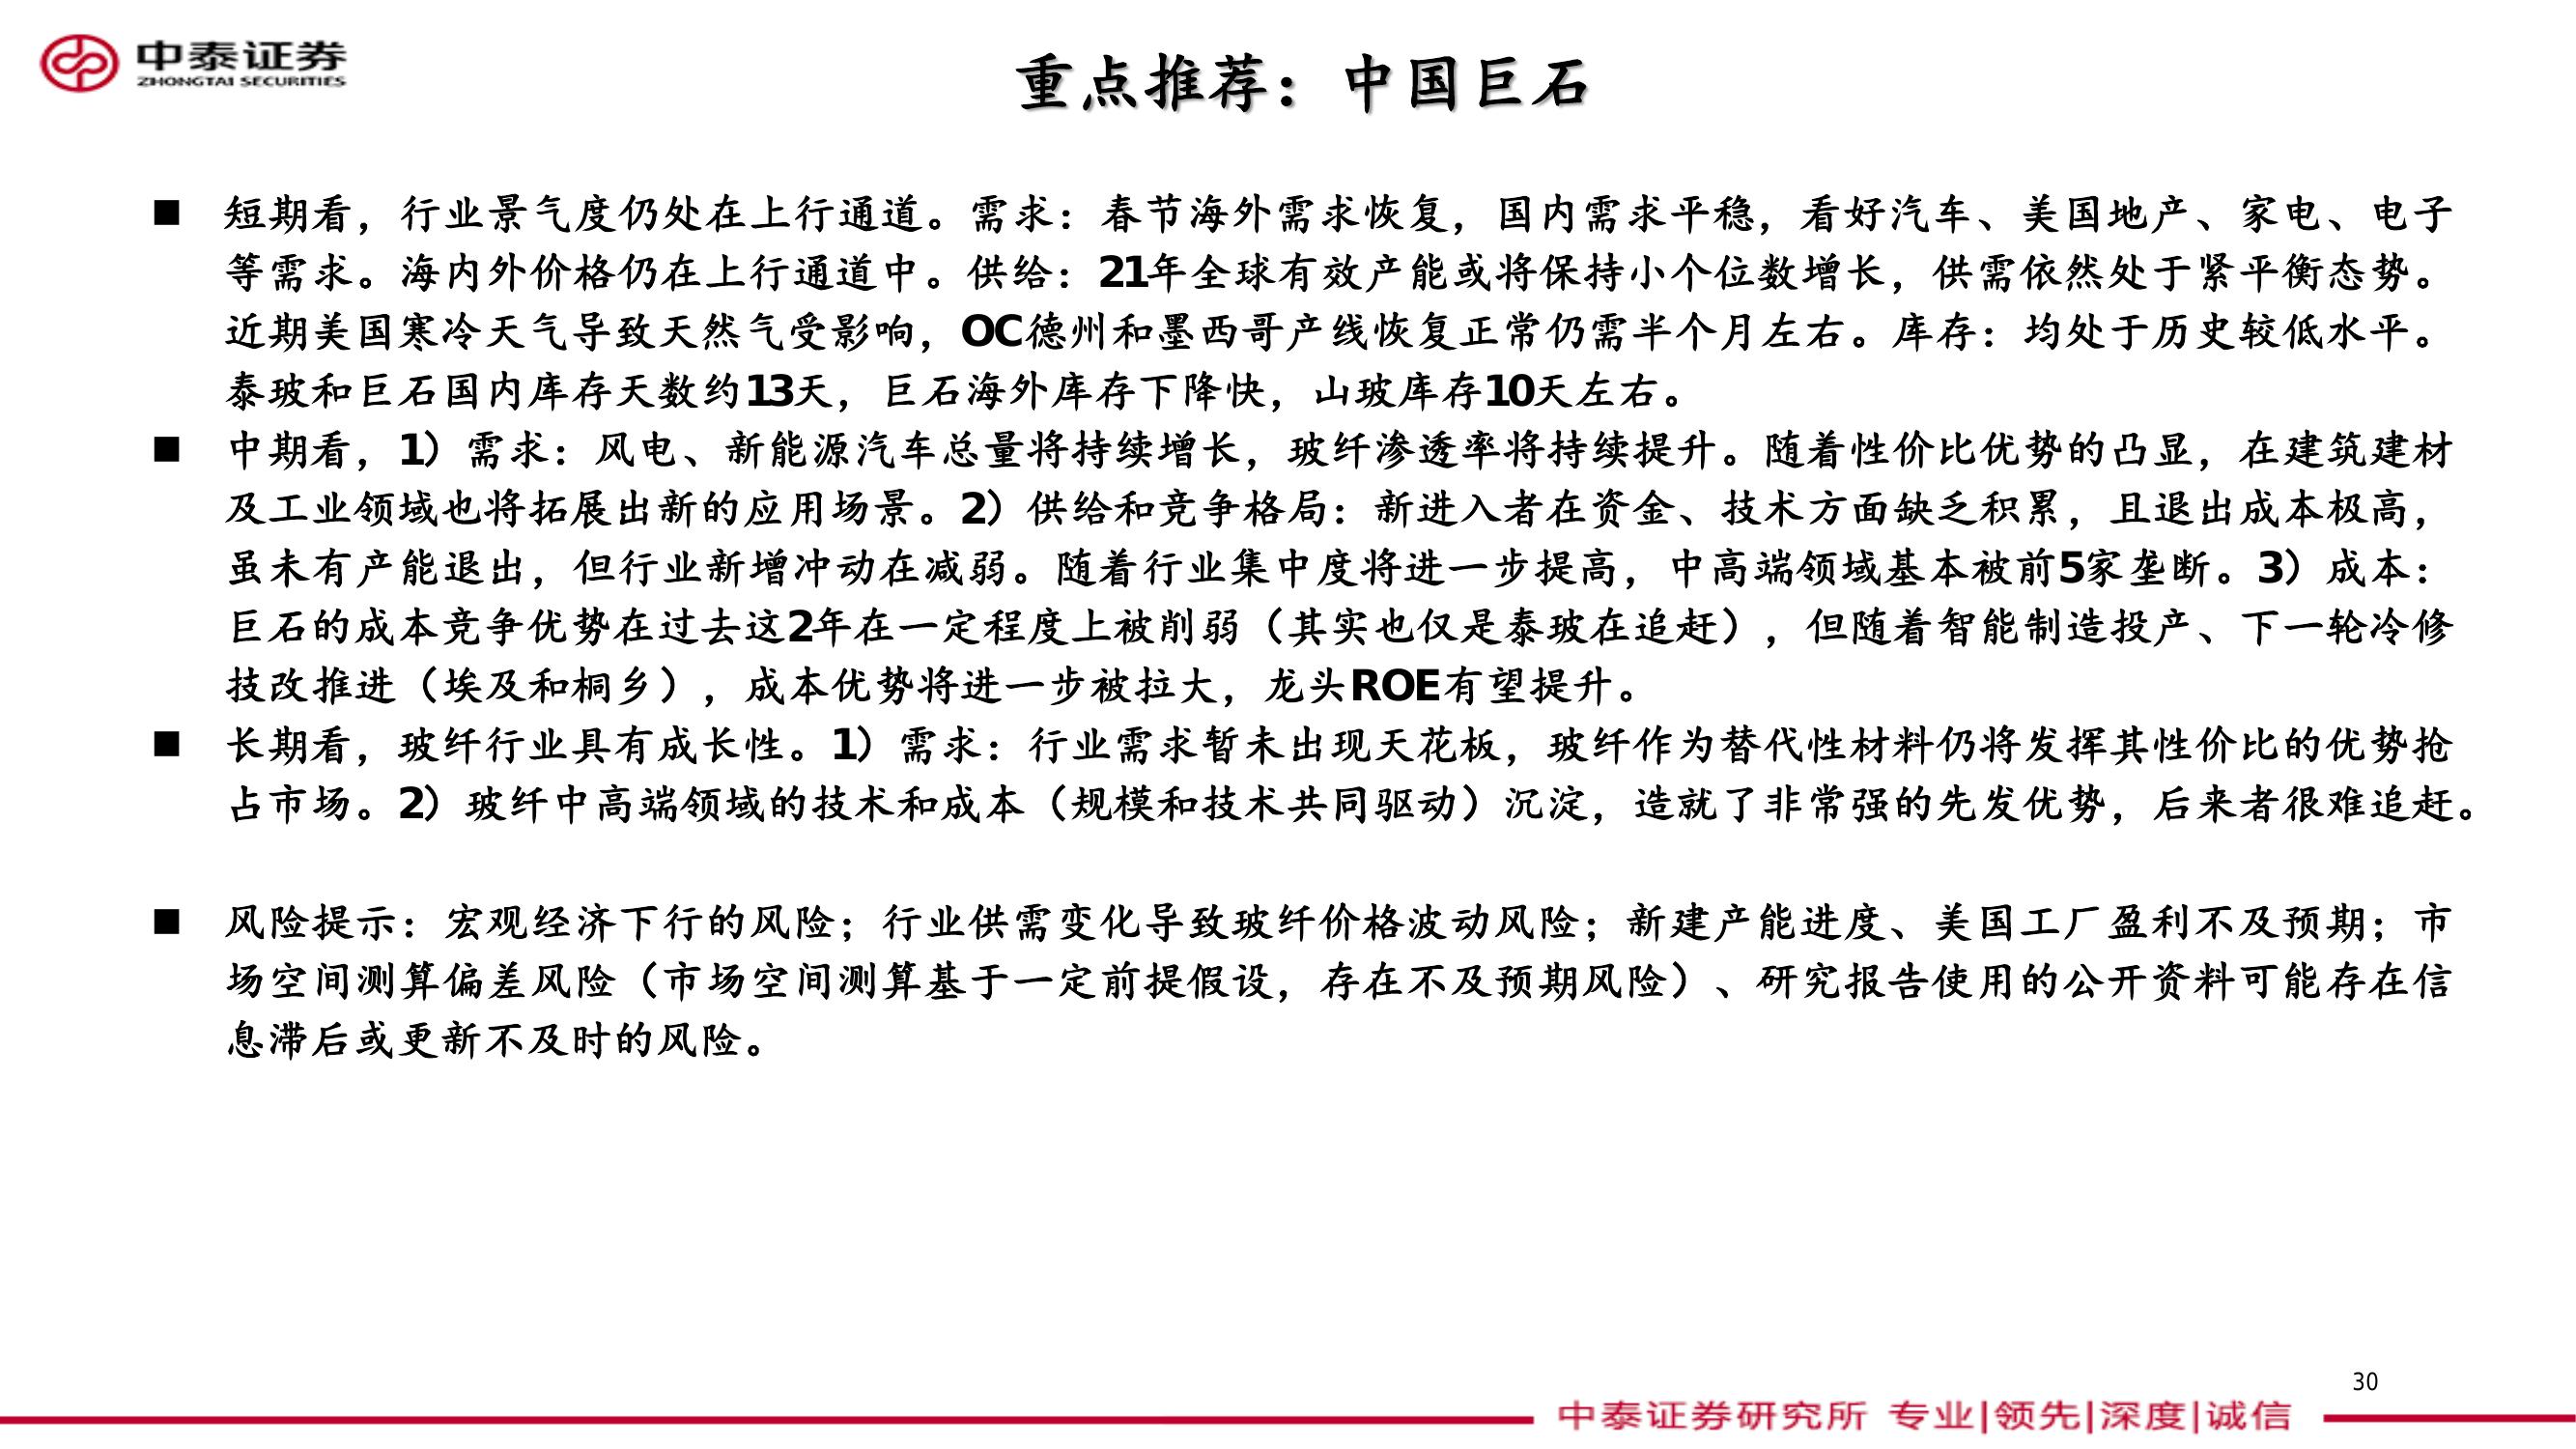 中泰证券
ZHONGTAI SECURITIES
重点推荐：中国巨石
■ 短期看，行业景气度仍处在上行通道。需求：春节海外需求恢复，国内需求平稳，看好汽车、美国地产、家电、电子
等需求。海内外价格仍在上行通道中。供给：21年全球有效产能或将保持小个位数增长，供需依然处于紧平衡态势。
近期美国寒冷天气导致天然气受影响，OC德州和墨西哥产线恢复正常仍需半个月左右。库存：均处于历史较低水平。
泰玻和巨石国内库存天数约13天，巨石海外库存下降快，山玻库存10天左右。
■ 中期看，1）需求：风电、新能源汽车总量将持续增长，玻纤渗透率将持续提升。随着性价比优势的凸显，在建筑建材
及工业领域也将拓展出新的应用场景。2）供给和竞争格局：新进入者在资金、技术方面缺乏积累，且退出成本极高，
虽未有产能退出，但行业新增冲动在减弱。随着行业集中度将进一步提高，中高端领域基本被前5家垄断。3）成本：
巨石的成本竞争优势在过去这2年在一定程度上被削弱（其实也仅是泰玻在追赶），但随着智能制造投产、下一轮冷修
技改推进（埃及和桐乡），成本优势将进一步被拉大，龙头ROE有望提升。
■ 长期看，玻纤行业具有成长性。1）需求：行业需求暂未出现天花板，玻纤作为替代性材料仍将发挥其性价比的优势抢
占市场。2）玻纤中高端领域的技术和成本（规模和技术共同驱动）沉淀，造就了非常强的先发优势，后来者很难追赶。
■ 风险提示：宏观经济下行的风险；行业供需变化导致玻纤价格波动风险；新建产能进度、美国工厂盈利不及预期；市
场空间测算偏差风险（市场空间测算基于一定前提假设，存在不及预期风险）、研究报告使用的公开资料可能存在信
息滞后或更新不及时的风险。
30
中泰证券研究所 专业|领先|深度|诚信